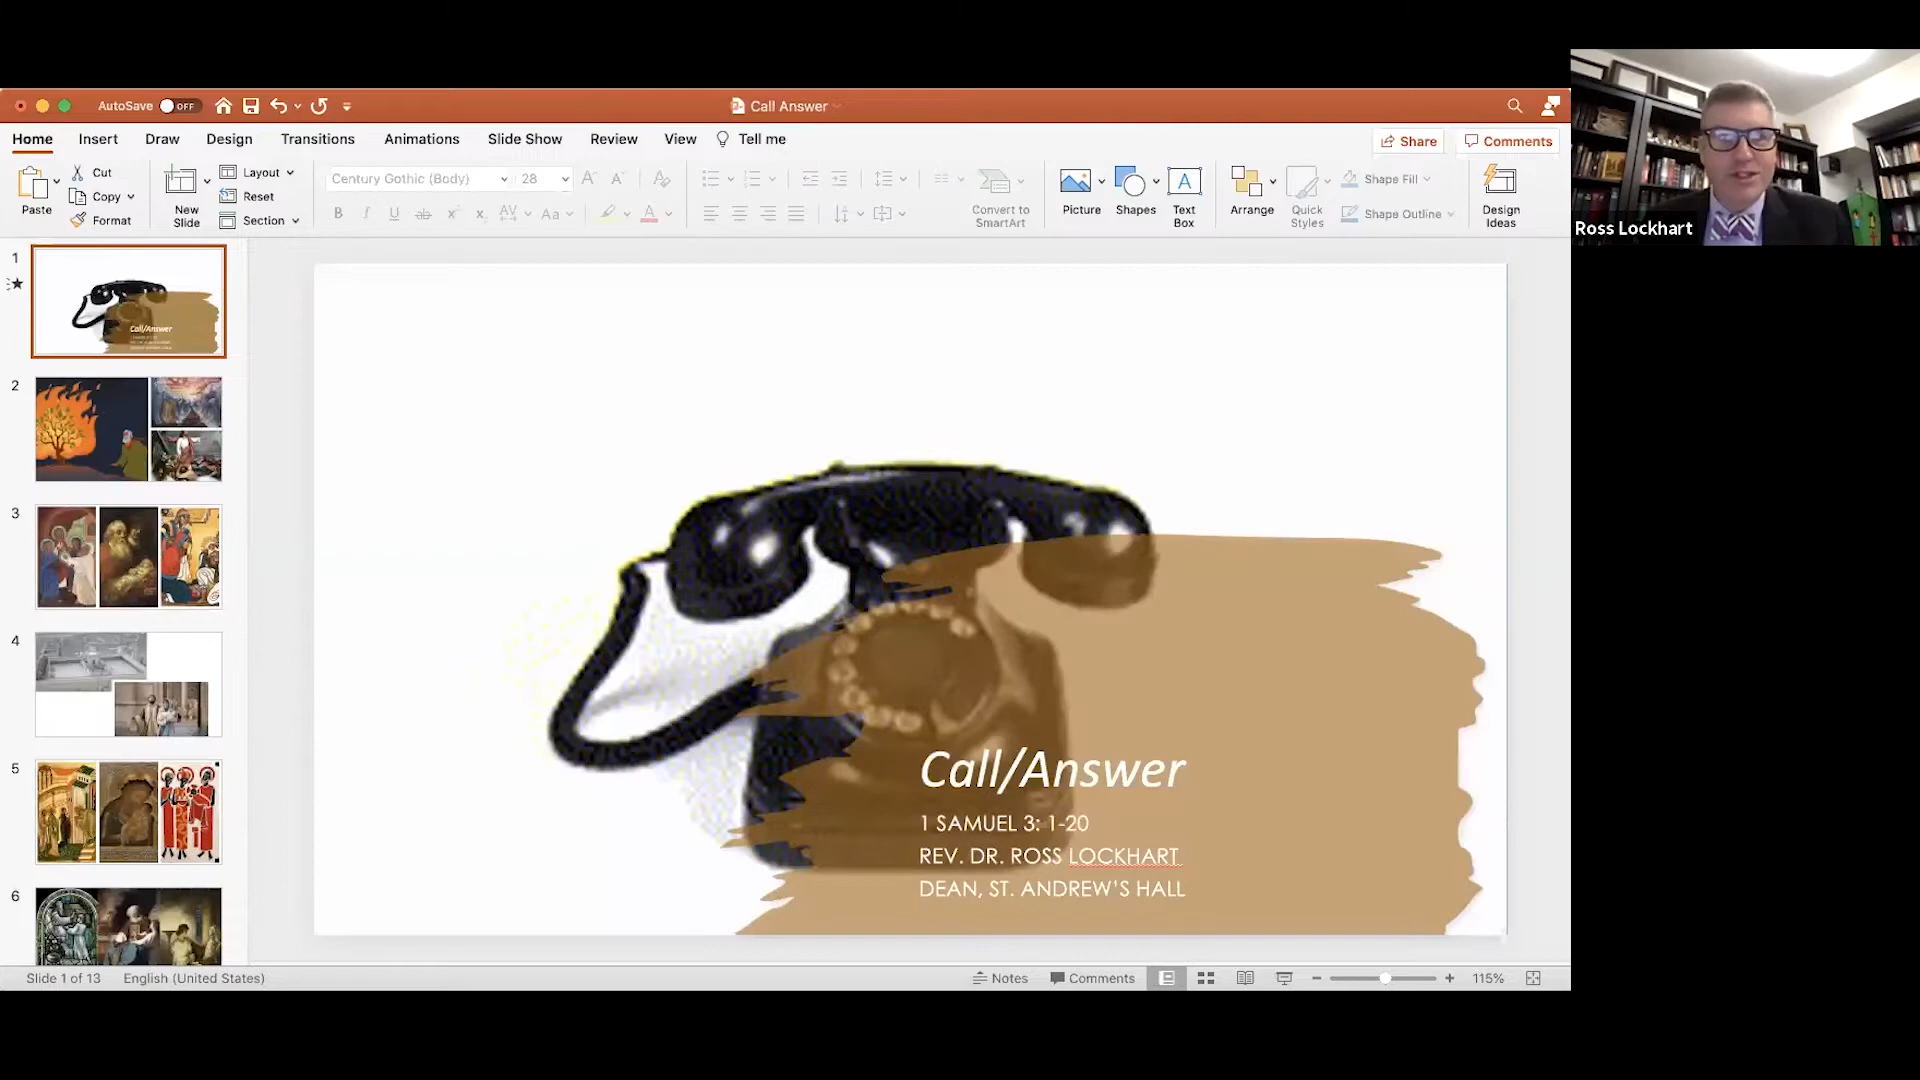 AutoSave OFF
Call Answer
Home Insert Draw Design Transitions Animations Slide Show Review View Tell me
Share Comments
Paste
Cut
Copy
Format
New
Slide
Layout
Reset
Section
Century Gothic (Body) 28
Convert to
SmartArt
Picture
Shapes
Text
Box
Arrange
Quick
Styles
Shape Fill
Shape Outline
Design
Ideas
Ross Lockhart
1
Call/Answer
2
3
4
5
6
Call/Answer
1 SAMUEL 3: 1-20
REV. DR. ROSS LOCKHART
DEAN, ST. ANDREW'S HALL
Slide 1 of 13 English (United States)
Notes Comments 115%